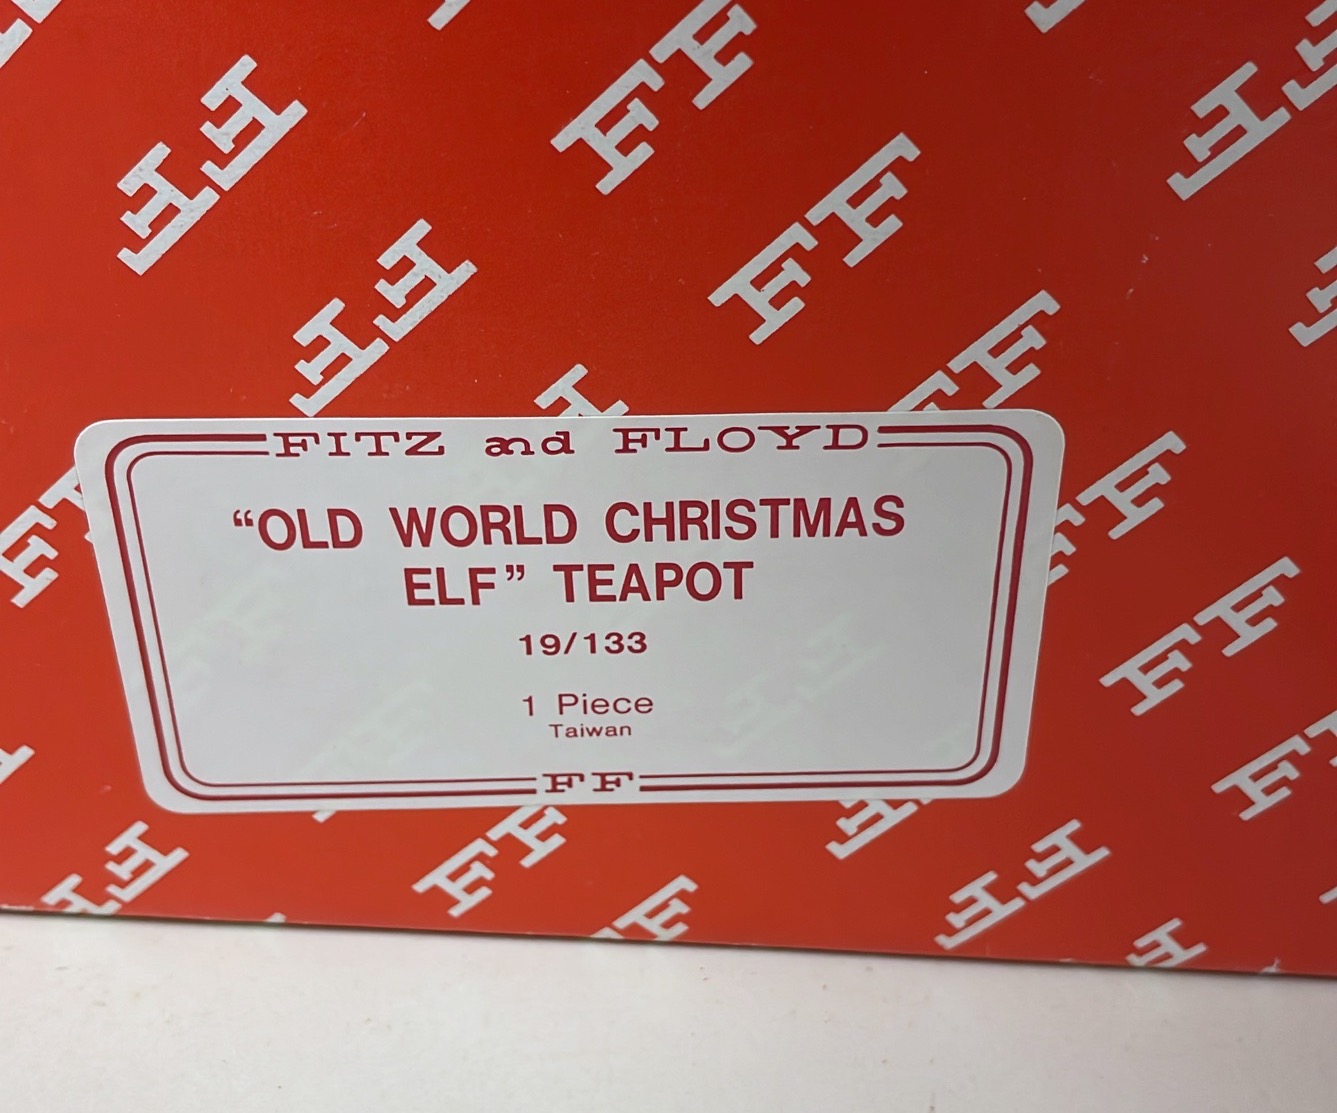 FITZ and FLOYD
“OLD WORLD CHRISTMAS
ELF” TEAPOT
19/133
1 Piece
Taiwan
FF